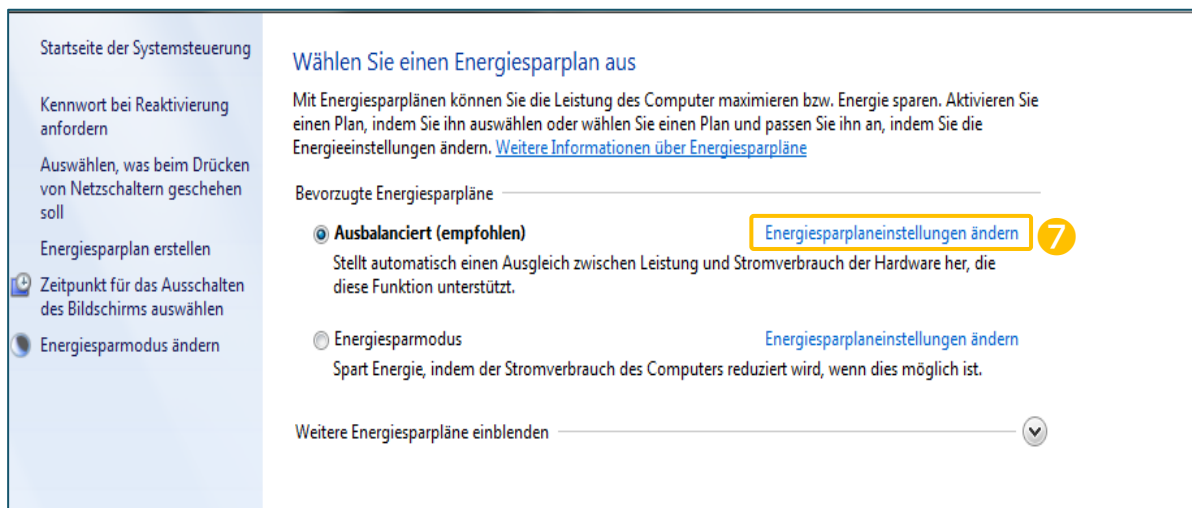 Startseite der Systemsteuerung
Kennwort bei Reaktivierung
anfordern
Auswählen, was beim Drücken
von Netzschaltern geschehen
soll
Energiesparplan erstellen
Zeitpunkt für das Ausschalten
des Bildschirms auswählen
Energiesparmodus ändern
Wählen Sie einen Energiesparplan aus
Mit Energiesparplänen können Sie die Leistung des Computer maximieren bzw. Energie sparen. Aktivieren Sie
einen Plan, indem Sie ihn auswählen oder wählen Sie einen Plan und passen Sie ihn an, indem Sie die
Energieeinstellungen ändern. Weitere Informationen über Energiesparpläne
Bevorzugte Energiesparpläne
Ausbalanciert (empfohlen) Energiesparplaneinstellungen ändern 7
Stellt automatisch einen Ausgleich zwischen Leistung und Stromverbrauch der Hardware her, die
diese Funktion unterstützt.
Energiesparmodus Energiesparplaneinstellungen ändern
Spart Energie, indem der Stromverbrauch des Computers reduziert wird, wenn dies möglich ist.
Weitere Energiesparpläne einblenden